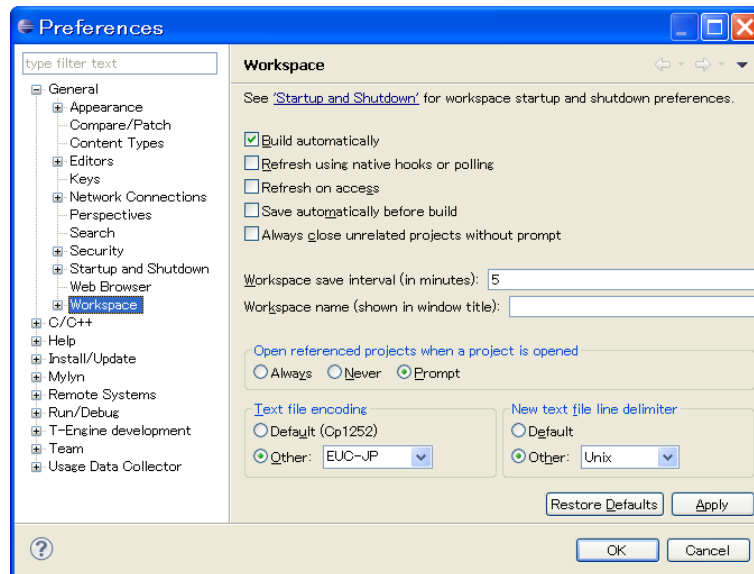 Preferences
type filter text
General
Appearance
Compare/Patch
Content Types
Editors
Keys
Network Connections
Perspectives
Search
Security
Startup and Shutdown
Web Browser
Workspace
C/C++
Help
Install/Update
Mylyn
Remote Systems
Run/Debug
T-Engine development
Team
Usage Data Collector
Workspace
See 'Startup and Shutdown' for workspace startup and shutdown preferences.
Build automatically
Refresh using native hooks or polling
Refresh on access
Save automatically before build
Always close unrelated projects without prompt
Workspace save interval (in minutes): 5
Workspace name (shown in window title):
Open referenced projects when a project is opened
Always Never Prompt
Text file encoding
Default (Cp1252)
Other: EUC-JP
New text file line delimiter
Default
Other: Unix
Restore Defaults Apply
? OK Cancel